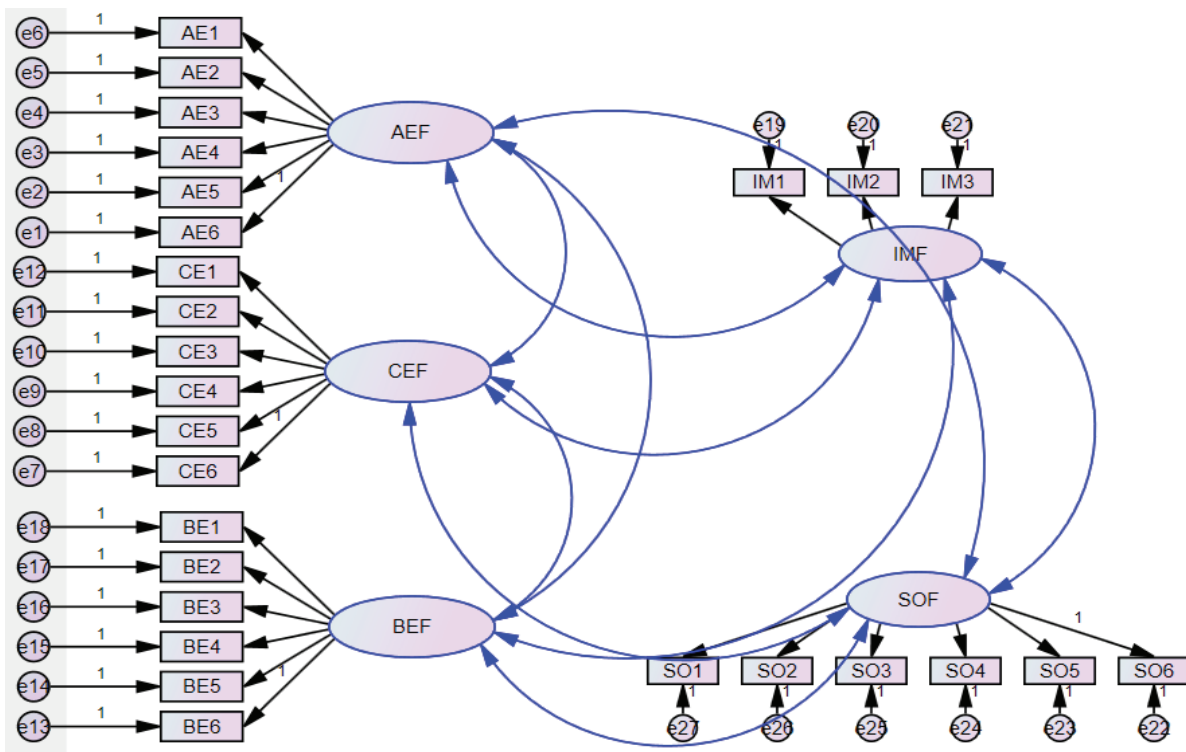 e6 1 AE1
e5 1 AE2
e4 1 AE3
e3 1 AE4
e2 1 AE5
e1 1 AE6
1
AEF
e12 1 CE1
e11 1 CE2
e10 1 CE3
e9 1 CE4
e8 1 CE5
e7 1 CE6
1
CEF
e18 1 BE1
e17 1 BE2
e16 1 BE3
e15 1 BE4
e14 1 BE5
e13 1 BE6
1
BEF
e19 e20 e21
1 1 1
IM1 IM2 IM3
IMF
SOF
1
SO1 SO2 SO3 SO4 SO5 SO6
1 1 1 1 1 1
e27 e26 e25 e24 e23 e22